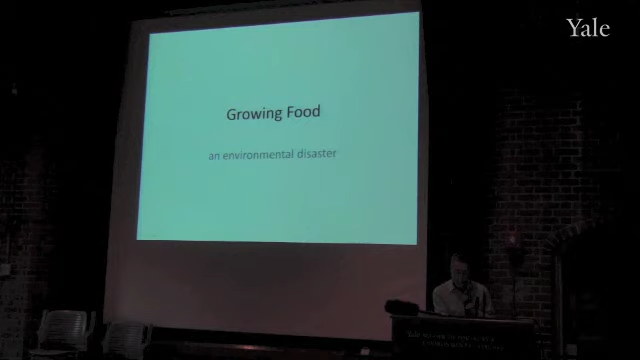 Yale
Growing Food
an environmental disaster